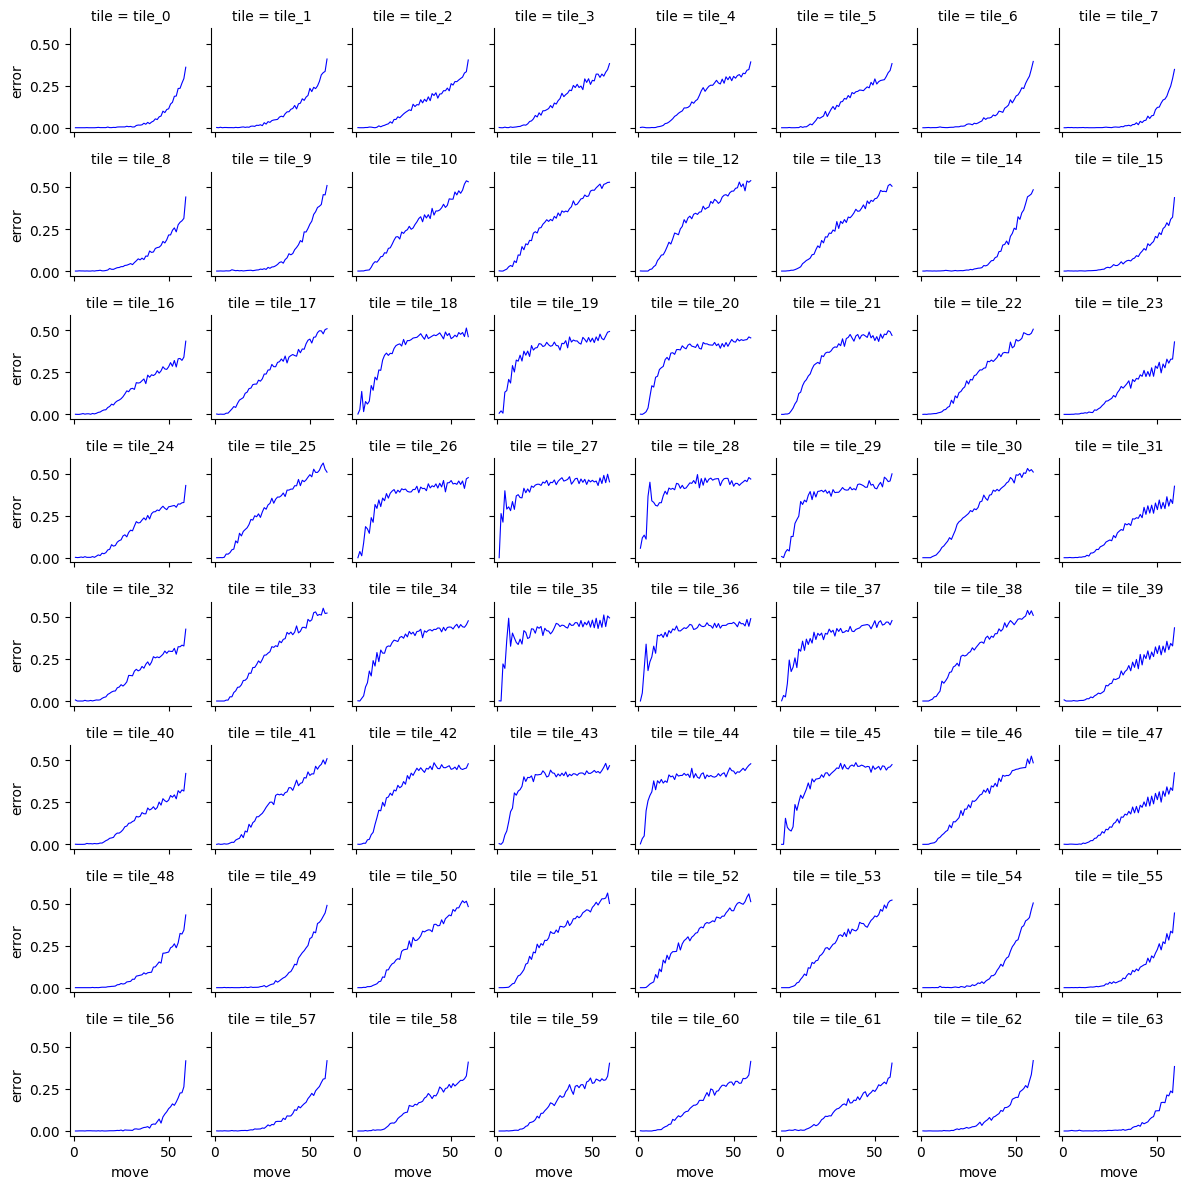 tile = tile_0 tile = tile_1 tile = tile_2 tile = tile_3 tile = tile_4 tile = tile_5 tile = tile_6 tile = tile_7
0.50
0.25
0.00
error
tile = tile_8 tile = tile_9 tile = tile_10 tile = tile_11 tile = tile_12 tile = tile_13 tile = tile_14 tile = tile_15
0.50
0.25
0.00
error
tile = tile_16 tile = tile_17 tile = tile_18 tile = tile_19 tile = tile_20 tile = tile_21 tile = tile_22 tile = tile_23
0.50
0.25
0.00
error
tile = tile_24 tile = tile_25 tile = tile_26 tile = tile_27 tile = tile_28 tile = tile_29 tile = tile_30 tile = tile_31
0.50
0.25
0.00
error
tile = tile_32 tile = tile_33 tile = tile_34 tile = tile_35 tile = tile_36 tile = tile_37 tile = tile_38 tile = tile_39
0.50
0.25
0.00
error
tile = tile_40 tile = tile_41 tile = tile_42 tile = tile_43 tile = tile_44 tile = tile_45 tile = tile_46 tile = tile_47
0.50
0.25
0.00
error
tile = tile_48 tile = tile_49 tile = tile_50 tile = tile_51 tile = tile_52 tile = tile_53 tile = tile_54 tile = tile_55
0.50
0.25
0.00
error
tile = tile_56 tile = tile_57 tile = tile_58 tile = tile_59 tile = tile_60 tile = tile_61 tile = tile_62 tile = tile_63
0.50
0.25
0.00
error
0 50 0 50 0 50 0 50 0 50 0 50 0 50 0 50
move move move move move move move move